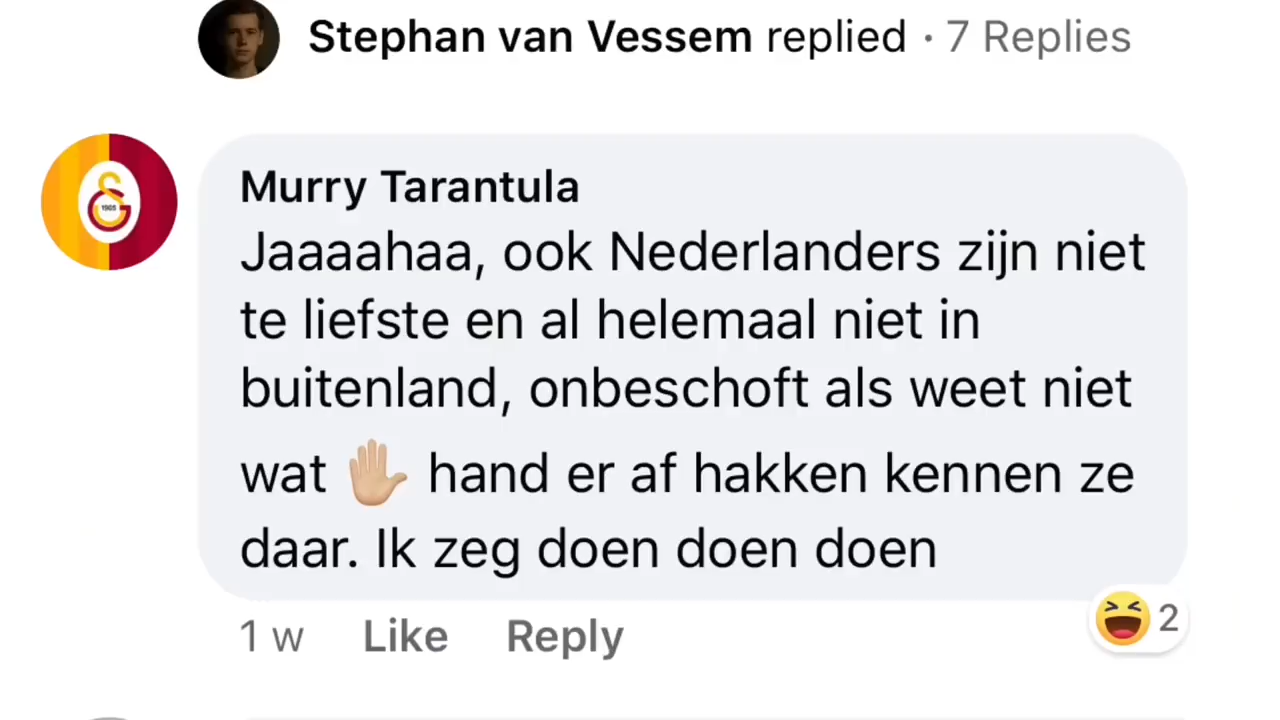 Stephan van Vessem replied · 7 Replies
Murry Tarantula
Jaaaahaa, ook Nederlanders zijn niet
te liefste en al helemaal niet in
buitenland, onbeschoft als weet niet
wat 🖐🏼 hand er af hakken kennen ze
daar. Ik zeg doen doen doen
1 w Like Reply 2
1905